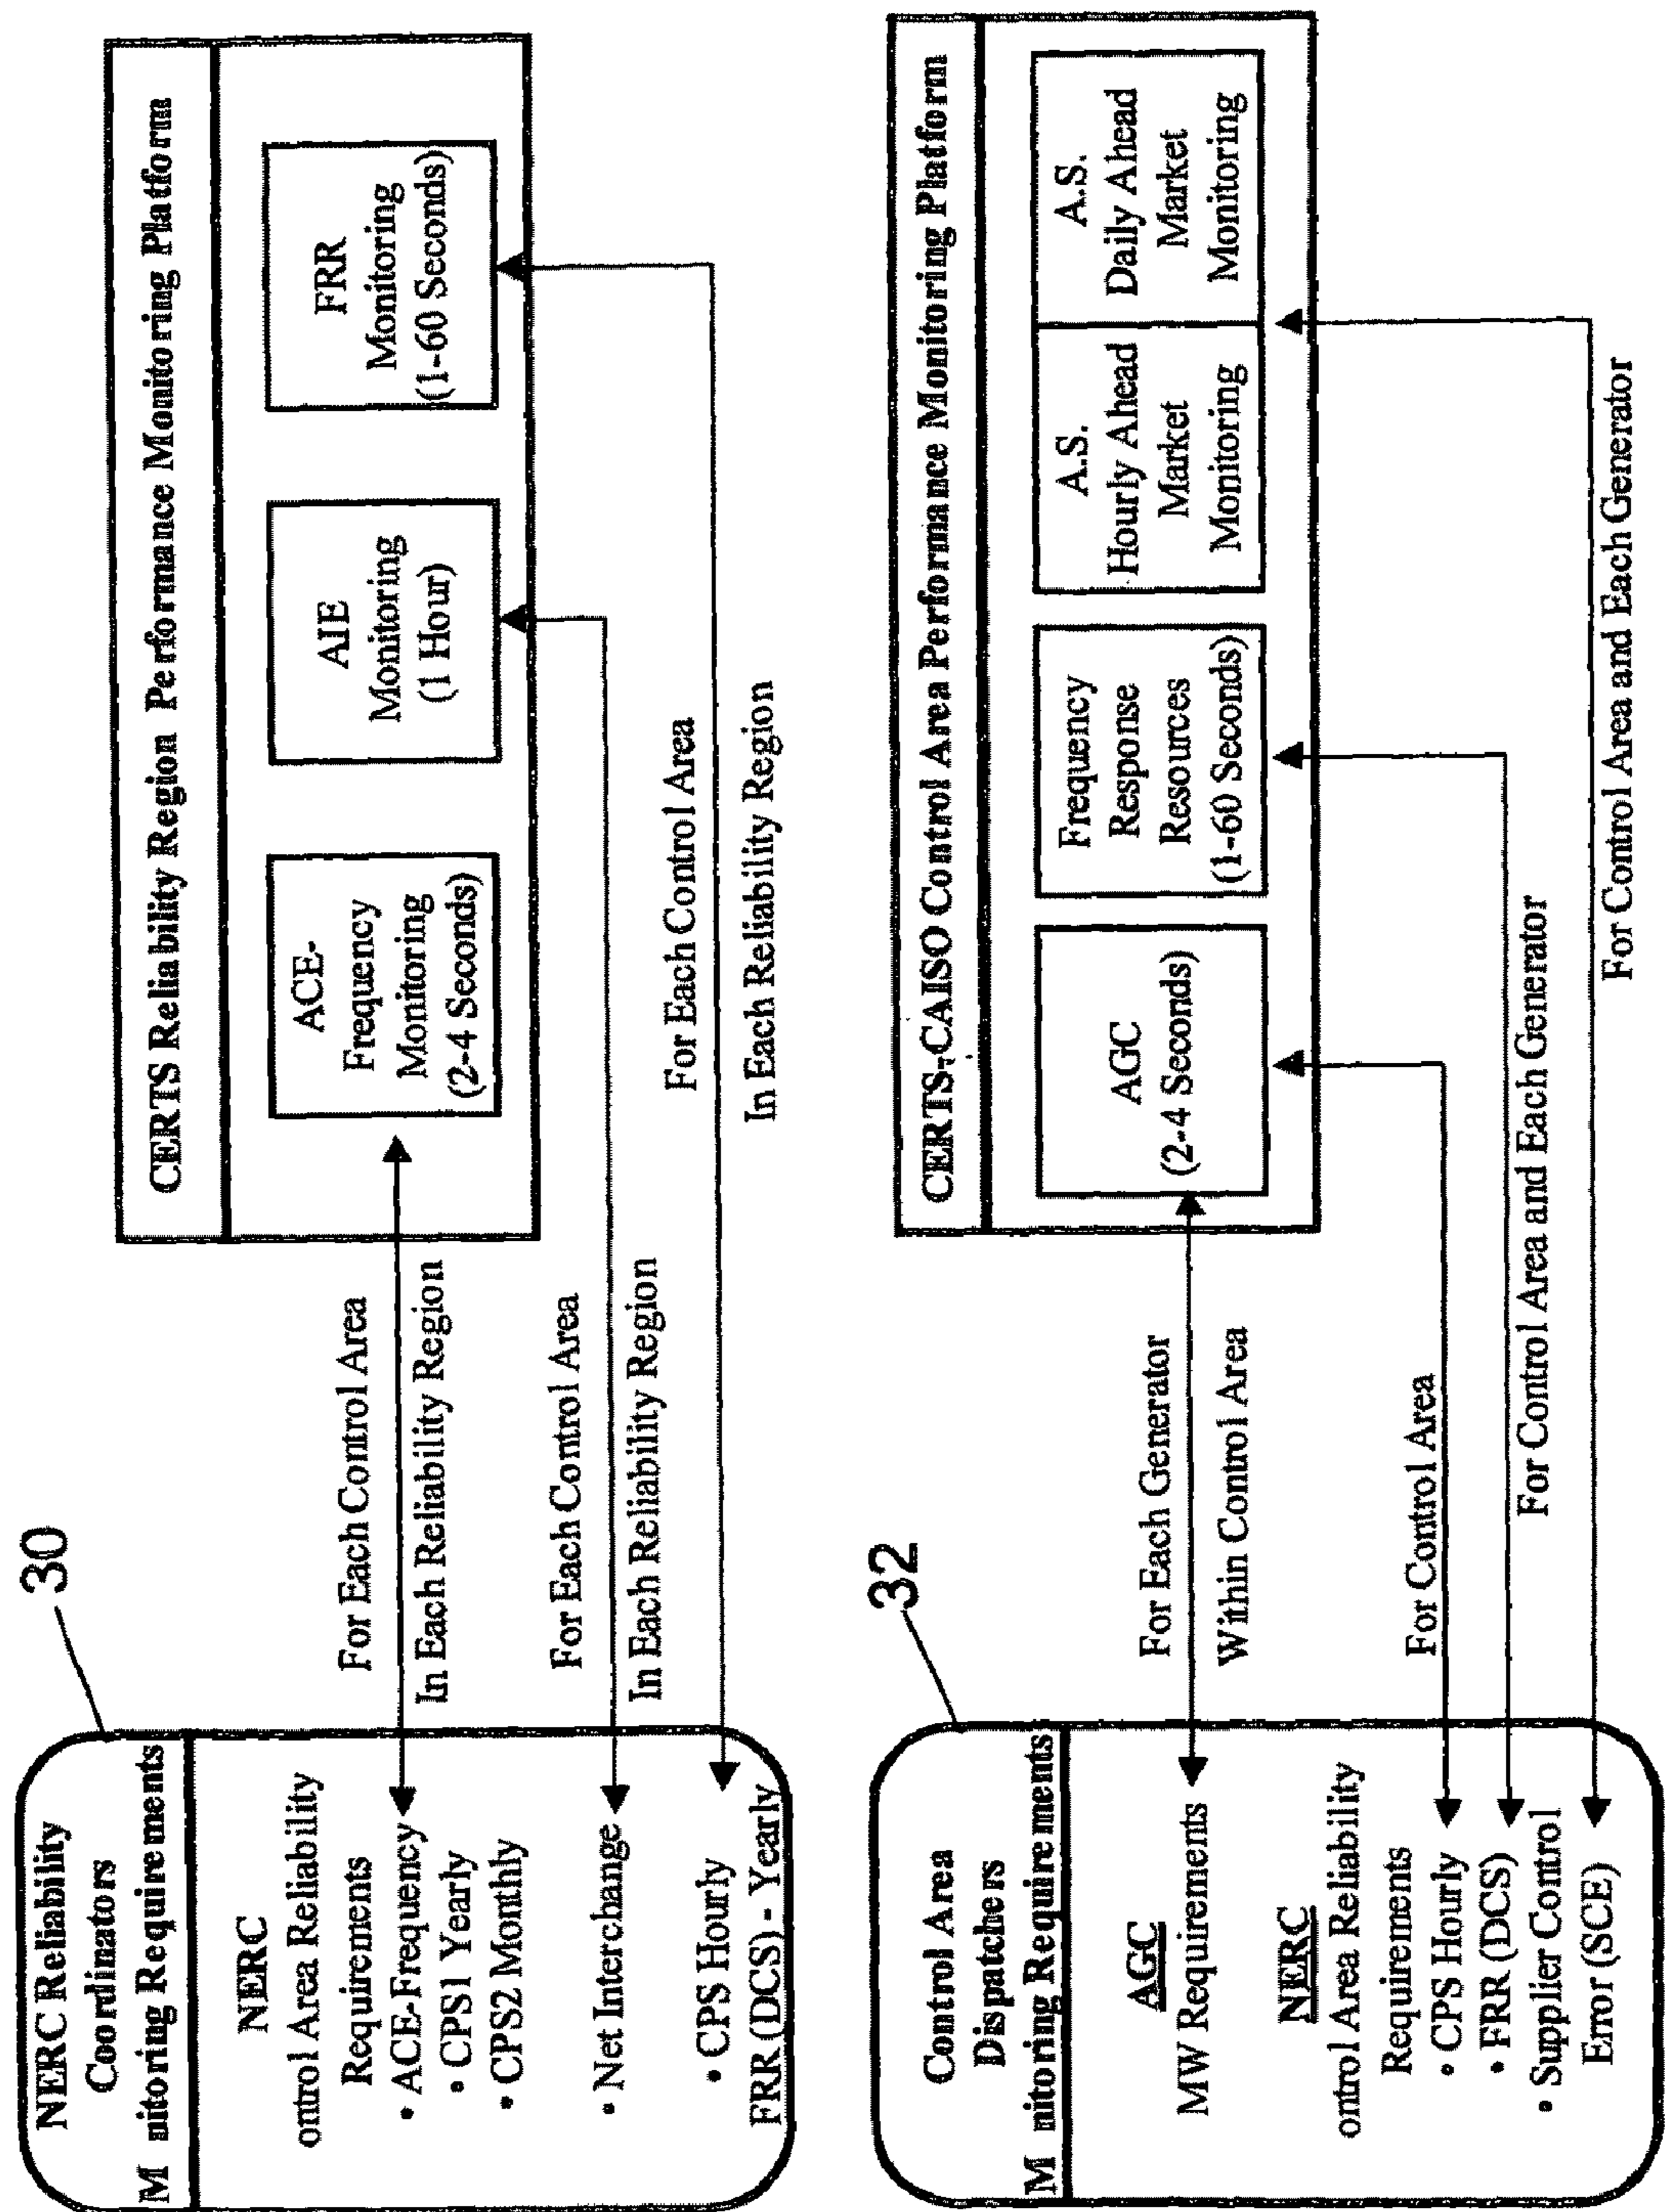 30
NERC Reliability
Coordinators
M nitoring Requirements
NERC
ontrol Area Reliability
Requirements
• ACE-Frequency
• CPS1 Yearly
• CPS2 Monthly
• Net Interchange
• CPS Hourly
FRR (DCS) - Yearly
For Each Control Area
In Each Reliability Region
For Each Control Area
In Each Reliability Region
For Each Control Area
In Each Reliability Region
CERTS Reliability Region Performance Monitoring Platform
ACE-
Frequency
Monitoring
(2-4 Seconds)
AIE
Monitoring
(1 Hour)
FRR
Monitoring
(1-60 Seconds)
32
Control Area
Dispatchers
M nitoring Requirements
AGC
MW Requirements
NERC
ontrol Area Reliability
Requirements
• CPS Hourly
• FRR (DCS)
• Supplier Control
Error (SCE)
For Each Generator
Within Control Area
For Control Area
For Control Area and Each Generator
For Control Area and Each Generator
CERTS-CAISO Control Area Performance Monitoring Platform
AGC
(2-4 Seconds)
Frequency
Response
Resources
(1-60 Seconds)
A.S.
Hourly Ahead
Market
Monitoring
A.S.
Daily Ahead
Market
Monitoring